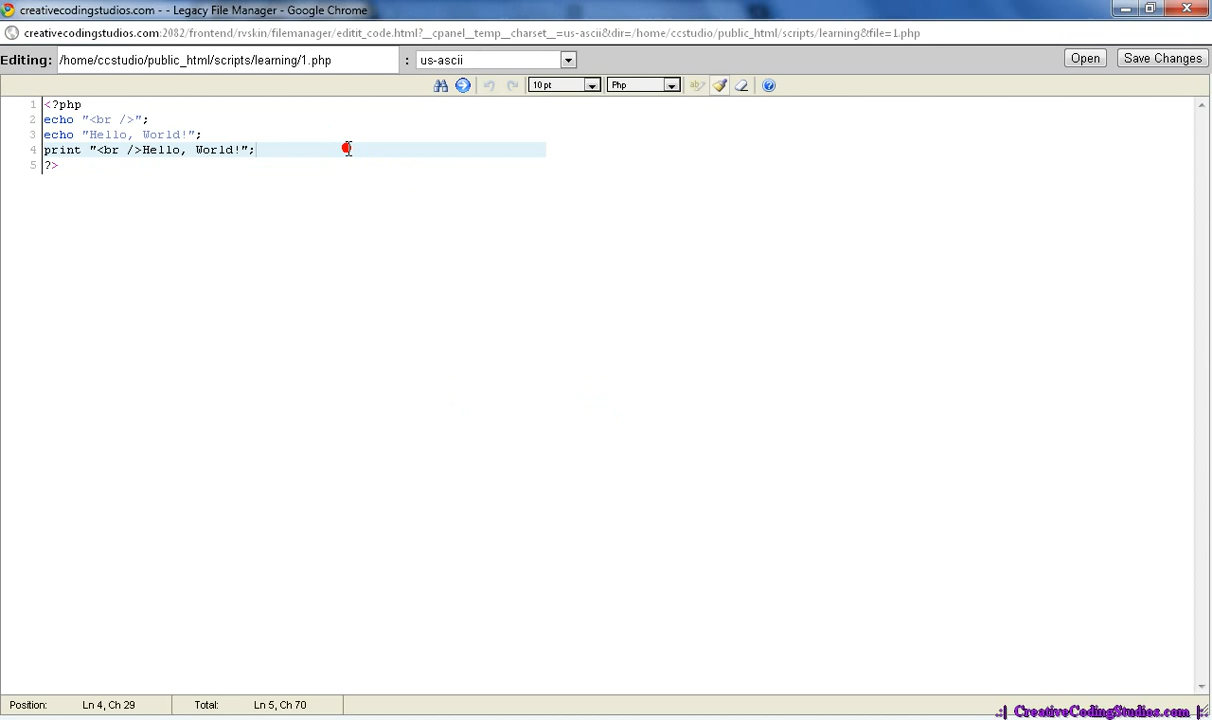 creativecodingstudios.com - - Legacy File Manager - Google Chrome
creativecodingstudios.com:2082/frontend/rvskin/filemanager/editit_code.html?__cpanel_temp__charset__=us-ascii&dir=/home/ccstudio/public_html/scripts/learning&file=1.php
Editing: /home/ccstudio/public_html/scripts/learning/1.php : us-ascii Open Save Changes
10 pt Php
1 <?php
2 echo "<br />";
3 echo "Hello, World!";
4 print "<br />Hello, World!";
5 ?>
Position: Ln 4, Ch 29 Total: Ln 5, Ch 70
.:| CreativeCodingStudios.com |:.